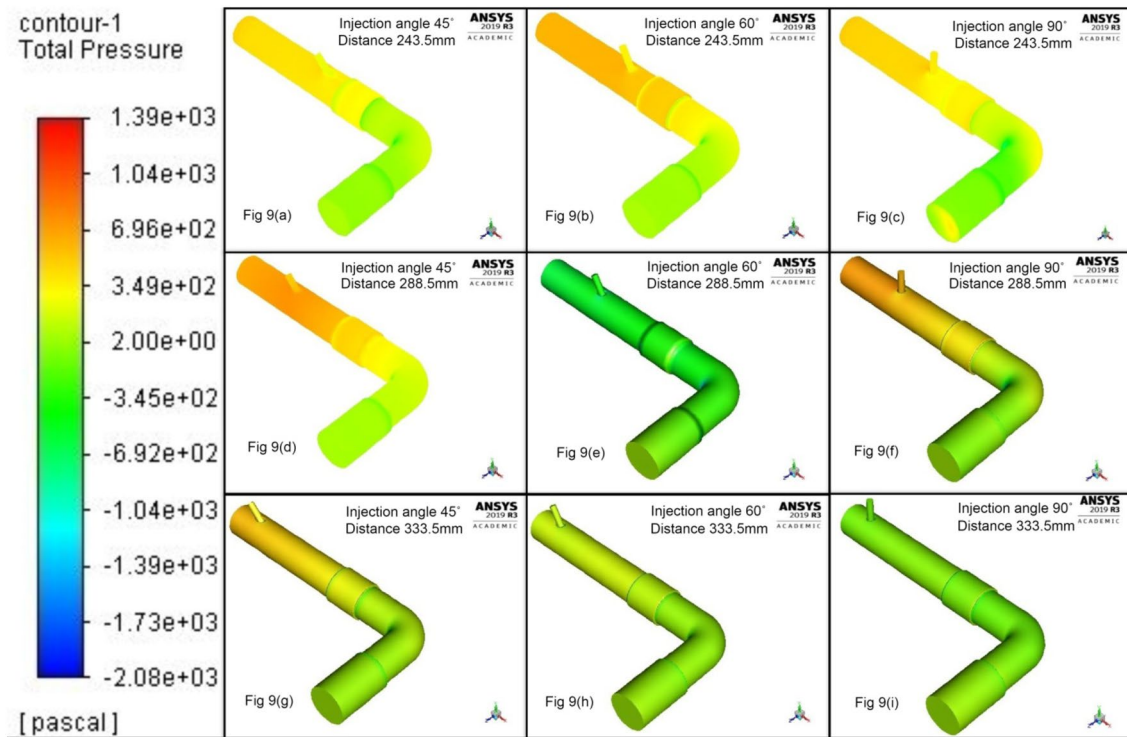 contour-1
Total Pressure
1.39e+03
1.04e+03
6.96e+02
3.49e+02
2.00e+00
-3.45e+02
-6.92e+02
-1.04e+03
-1.39e+03
-1.73e+03
-2.08e+03
[ pascal ]
Injection angle 45°
Distance 243.5mm
ANSYS
2019 R3
ACADEMIC
Fig 9(a)
Injection angle 60°
Distance 243.5mm
ANSYS
2019 R3
ACADEMIC
Fig 9(b)
Injection angle 90°
Distance 243.5mm
ANSYS
2019 R3
ACADEMIC
Fig 9(c)
Injection angle 45°
Distance 288.5mm
ANSYS
2019 R3
ACADEMIC
Fig 9(d)
Injection angle 60°
Distance 288.5mm
ANSYS
2019 R3
ACADEMIC
Fig 9(e)
Injection angle 90°
Distance 288.5mm
ANSYS
2019 R3
ACADEMIC
Fig 9(f)
Injection angle 45°
Distance 333.5mm
ANSYS
2019 R3
ACADEMIC
Fig 9(g)
Injection angle 60°
Distance 333.5mm
ANSYS
2019 R3
ACADEMIC
Fig 9(h)
Injection angle 90°
Distance 333.5mm
ANSYS
2019 R3
ACADEMIC
Fig 9(i)